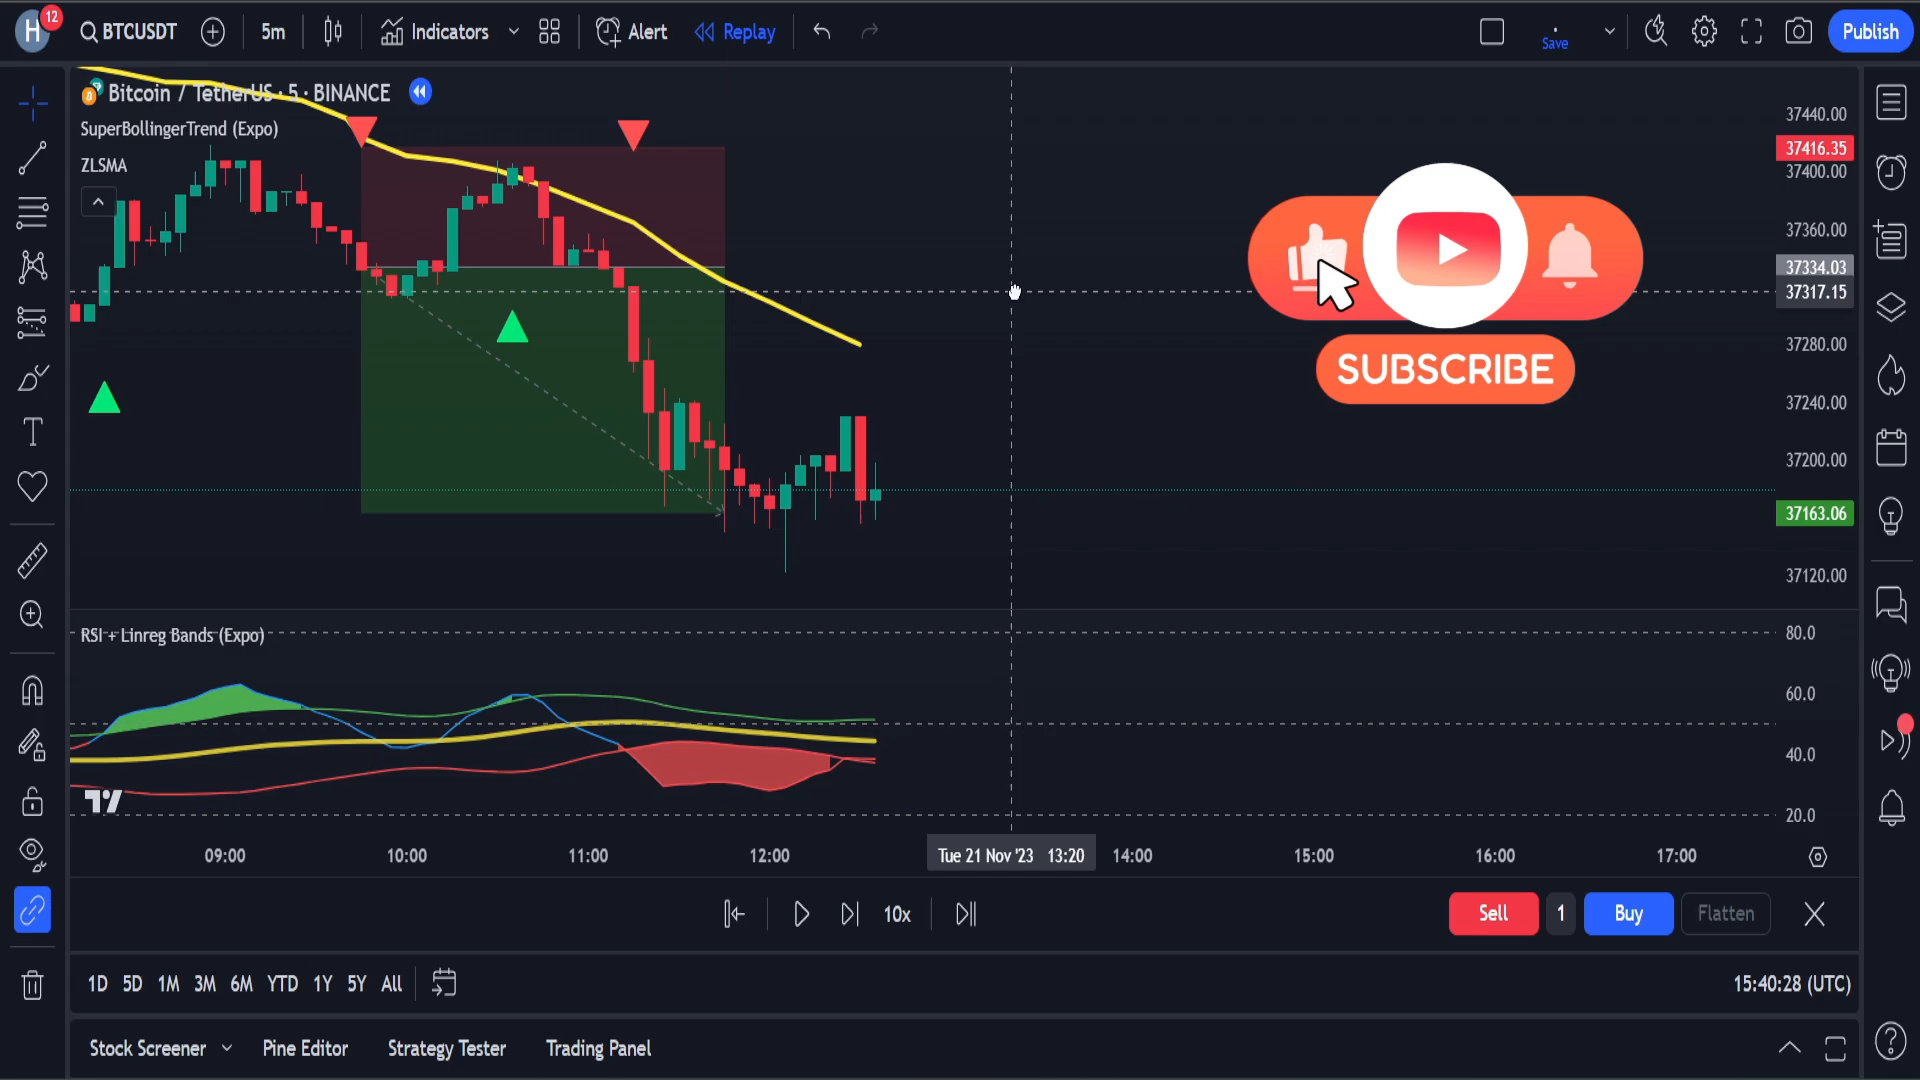 H 12 BTCUSDT 5m Indicators Alert Replay Save Publish
Bitcoin / TetherUS · 5 · BINANCE
SuperBollingerTrend (Expo)
ZLSMA
37440.00
37416.35
37400.00
37360.00
37334.03
37317.15
37280.00
37240.00
37200.00
37163.06
37120.00
SUBSCRIBE
RSI + Linreg Bands (Expo)
80.0
60.0
40.0
20.0
09:00 10:00 11:00 12:00 Tue 21 Nov '23 13:20 14:00 15:00 16:00 17:00
10x Sell 1 Buy Flatten
1D 5D 1M 3M 6M YTD 1Y 5Y All 15:40:28 (UTC)
Stock Screener Pine Editor Strategy Tester Trading Panel